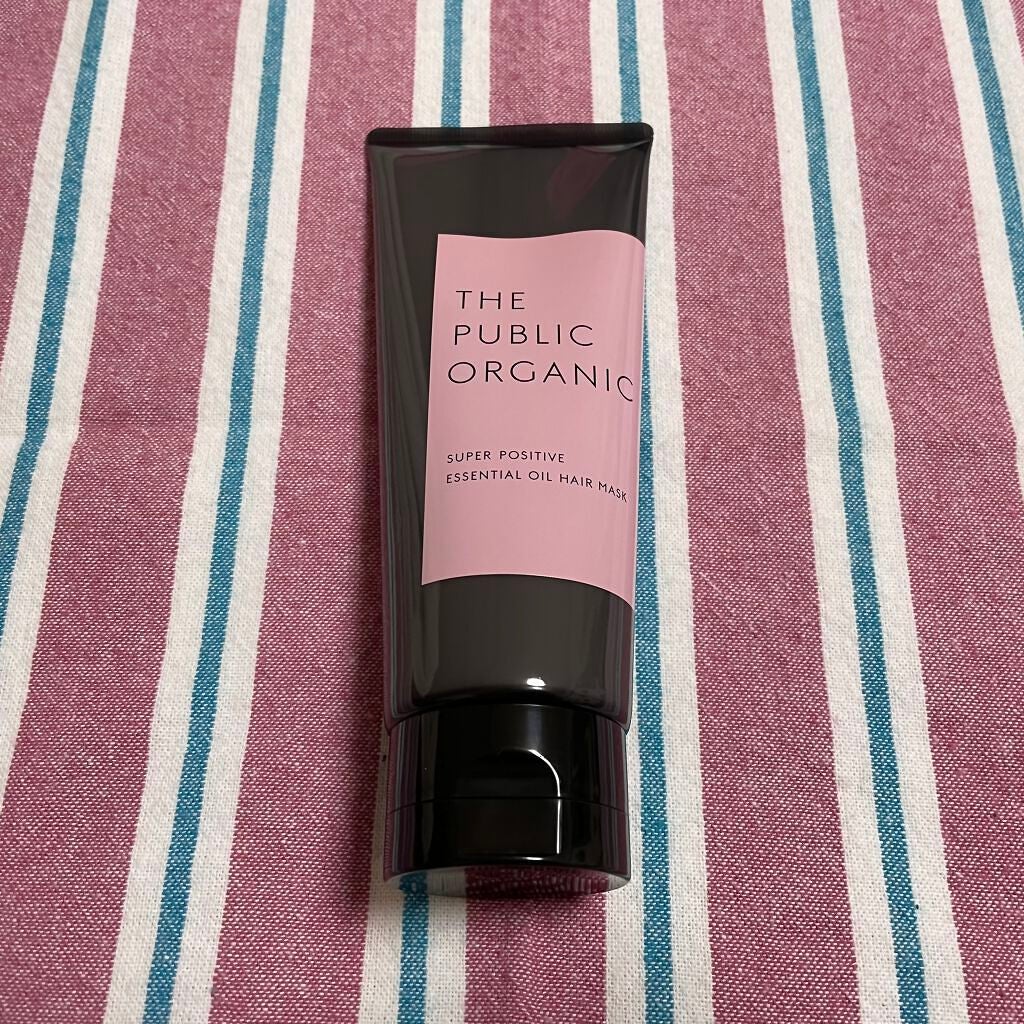 THE
PUBLIC
ORGANIC
SUPER POSITIVE
ESSENTIAL OIL HAIR MASK